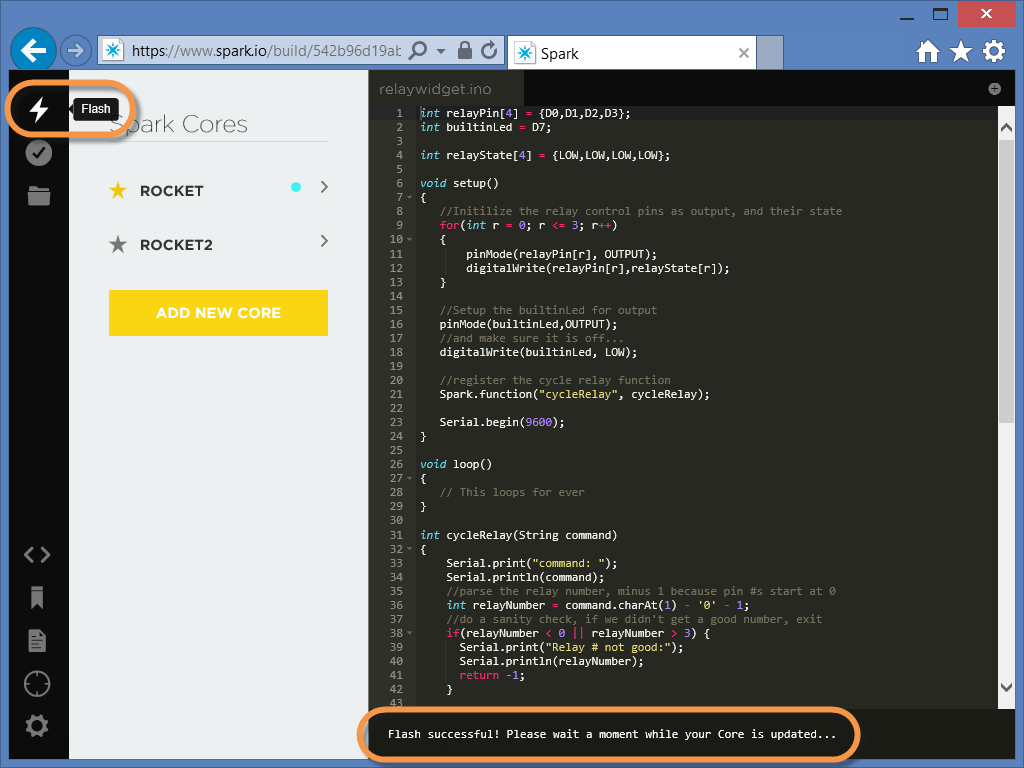 https://www.spark.io/build/542b96d19ab
Spark
Flash
Spark Cores
ROCKET
ROCKET2
ADD NEW CORE
relaywidget.ino
1 int relayPin[4] = {D0,D1,D2,D3};
2 int builtinLed = D7;
3
4 int relayState[4] = {LOW,LOW,LOW,LOW};
5
6 void setup()
7 {
8 //Initilize the relay control pins as output, and their state
9 for(int r = 0; r <= 3; r++)
10 {
11 pinMode(relayPin[r], OUTPUT);
12 digitalWrite(relayPin[r],relayState[r]);
13 }
14
15 //Setup the builtinLed for output
16 pinMode(builtinLed,OUTPUT);
17 //and make sure it is off...
18 digitalWrite(builtinLed, LOW);
19
20 //register the cycle relay function
21 Spark.function("cycleRelay", cycleRelay);
22
23 Serial.begin(9600);
24 }
25
26 void loop()
27 {
28 // This loops for ever
29 }
30
31 int cycleRelay(String command)
32 {
33 Serial.print("command: ");
34 Serial.println(command);
35 //parse the relay number, minus 1 because pin #s start at 0
36 int relayNumber = command.charAt(1) - '0' - 1;
37 //do a sanity check, if we didn't get a good number, exit
38 if(relayNumber < 0 || relayNumber > 3) {
39 Serial.print("Relay # not good:");
40 Serial.println(relayNumber);
41 return -1;
42 }
43
Flash successful! Please wait a moment while your Core is updated...